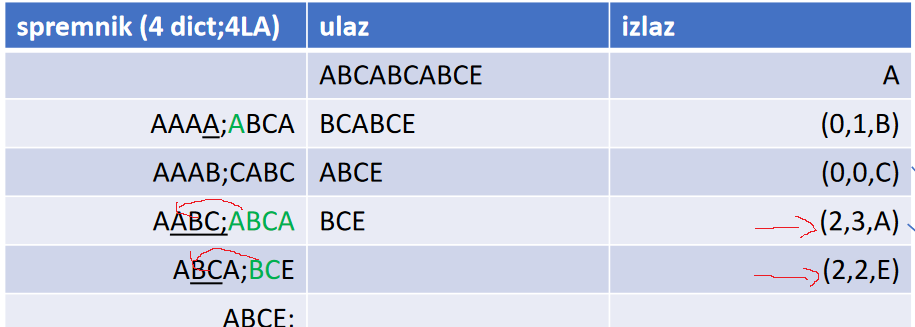 spremnik (4 dict;4LA) ulaz izlaz
ABCABCABCE A
AAAA;ABCA BCABCE (0,1,B)
AAAB;CABC ABCE (0,0,C)
AABC;ABCA BCE (2,3,A)
ABCA;BCE (2,2,E)
ABCE;